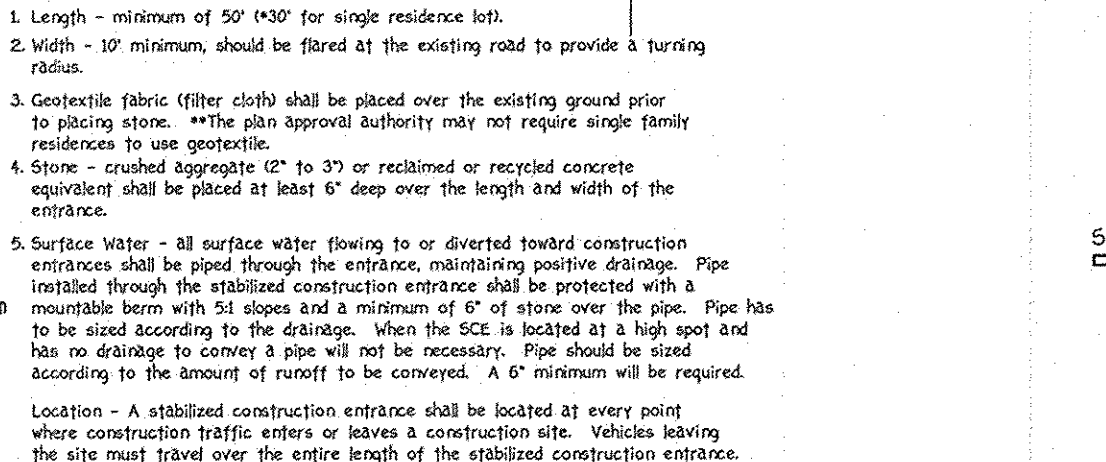 1. Length - minimum of 50' (*30' for single residence lot).
2. Width - 10' minimum, should be flared at the existing road to provide a turning
radius.
3. Geotextile fabric (filter cloth) shall be placed over the existing ground prior
to placing stone. **The plan approval authority may not require single family
residences to use geotextile.
4. Stone - crushed aggregate (2" to 3") or reclaimed or recycled concrete
equivalent shall be placed at least 6" deep over the length and width of the
entrance.
5. Surface Water - all surface water flowing to or diverted toward construction
entrances shall be piped through the entrance, maintaining positive drainage. Pipe
installed through the stabilized construction entrance shall be protected with a
mountable berm with 5:1 slopes and a minimum of 6" of stone over the pipe. Pipe has
to be sized according to the drainage. When the SCE is located at a high spot and
has no drainage to convey a pipe will not be necessary. Pipe should be sized
according to the amount of runoff to be conveyed. A 6" minimum will be required.
Location - A stabilized construction entrance shall be located at every point
where construction traffic enters or leaves a construction site. Vehicles leaving
the site must travel over the entire length of the stabilized construction entrance.